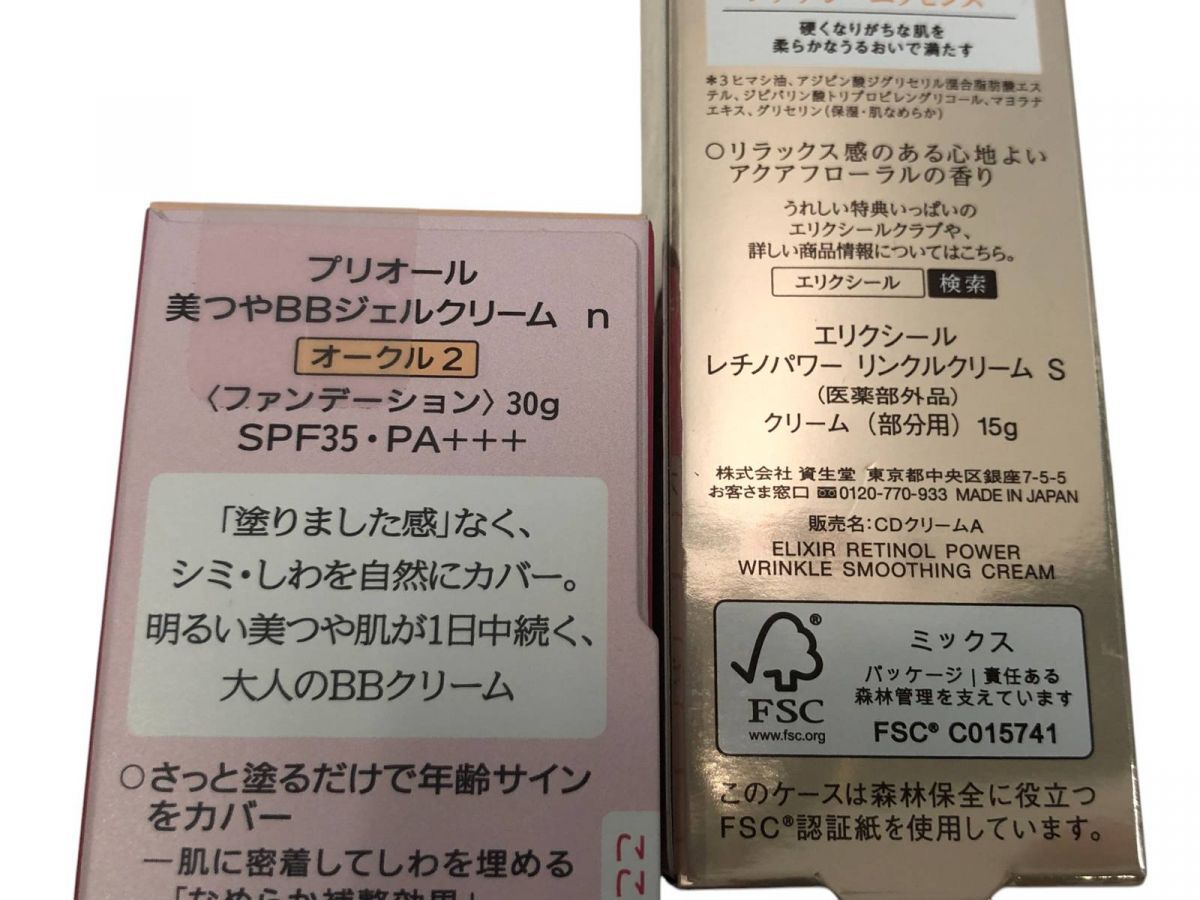 プリオール
美つやBBジェルクリーム n
オークル2
〈ファンデーション〉30g
SPF35・PA+++
「塗りました感」なく、
シミ・しわを自然にカバー。
明るい美つや肌が1日中続く、
大人のBBクリーム
○さっと塗るだけで年齢サイン
をカバー
―肌に密着してしわを埋める
「なめらか補整効果」
硬くなりがちな肌を
柔らかなうるおいで満たす
*3ヒマシ油、アジピン酸ジグリセリル混合脂肪酸エス
テル、ジピバリン酸トリプロピレングリコール、マヨラナ
エキス、グリセリン(保湿・肌なめらか)
○リラックス感のある心地よい
アクアフローラルの香り
うれしい特典いっぱいの
エリクシールクラブや、
詳しい商品情報についてはこちら。
エリクシール 検索
エリクシール
レチノパワー リンクルクリーム S
(医薬部外品)
クリーム(部分用)15g
株式会社 資生堂 東京都中央区銀座7-5-5
お客さま窓口 0120-770-933 MADE IN JAPAN
販売名:CDクリームA
ELIXIR RETINOL POWER
WRINKLE SMOOTHING CREAM
FSC®
www.fsc.org
ミックス
パッケージ|責任ある
森林管理を支えています
FSC® C015741
このケースは森林保全に役立つ
FSC®認証紙を使用しています。